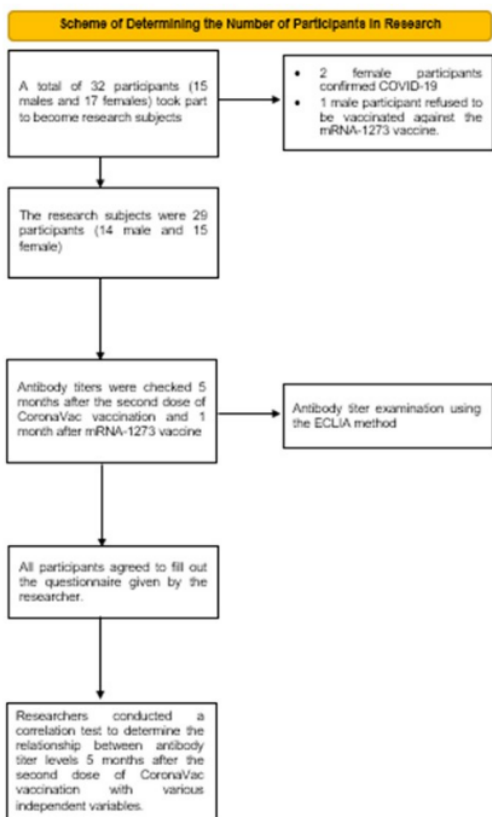 Scheme of Determining the Number of Participants in Research
A total of 32 participants (15
males and 17 females) took part
to become research subjects
• 2 female participants
confirmed COVID-19
• 1 male participant refused to
be vaccinated against the
mRNA-1273 vaccine.
The research subjects were 29
participants (14 male and 15
female)
Antibody titers were checked 5
months after the second dose of
CoronaVac vaccination and 1
month after mRNA-1273 vaccine
Antibody titer examination using
the ECLIA method
All participants agreed to fill out
the questionnaire given by the
researcher.
Researchers conducted a
correlation test to determine the
relationship between antibody
titer levels 5 months after the
second dose of CoronaVac
vaccination with various
independent variables.